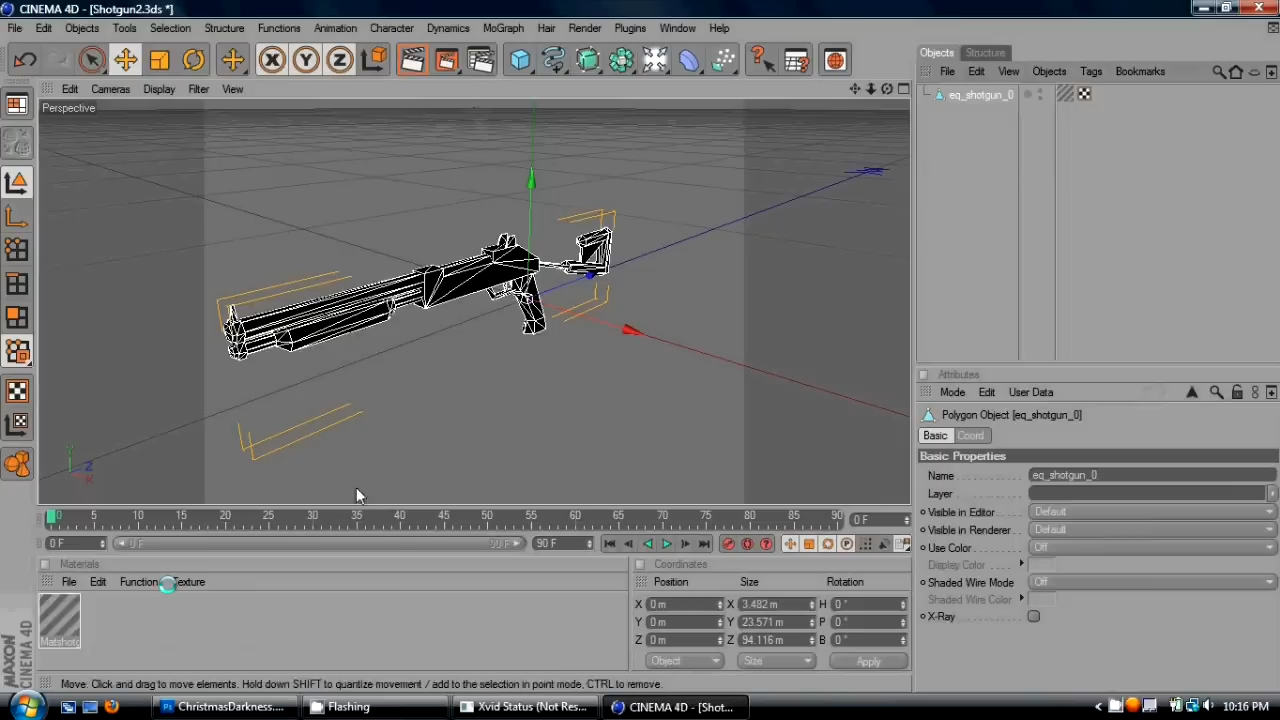 CINEMA 4D - [Shotgun2.3ds *]
File Edit Objects Tools Selection Structure Functions Animation Character Dynamics MoGraph Hair Render Plugins Window Help
Objects Structure
File Edit View Objects Tags Bookmarks
Edit Cameras Display Filter View
eq_shotgun_0
Perspective
Attributes
Mode Edit User Data
Polygon Object [eq_shotgun_0]
Basic Coord
Basic Properties
Name eq_shotgun_0
Layer
Visible in Editor Default
Visible in Renderer Default
Use Color Off
Display Color
Shaded Wire Mode Off
Shaded Wire Color
X-Ray
Y
Z
X
0 5 10 15 20 25 30 35 40 45 50 55 60 65 70 75 80 85 90 0 F
0 F 0 F 90 F 90 F
Materials
File Edit Function Texture
Matshotg
Coordinates
Position Size Rotation
X 0 m X 3.482 m H 0 °
Y 0 m Y 23.571 m P 0 °
Z 0 m Z 94.116 m B 0 °
Object Size Apply
MAXON
CINEMA 4D
Move: Click and drag to move elements. Hold down SHIFT to quantize movement / add to the selection in point mode, CTRL to remove.
ChristmasDarkness.... Flashing Xvid Status (Not Res... CINEMA 4D - [Shot... 10:16 PM